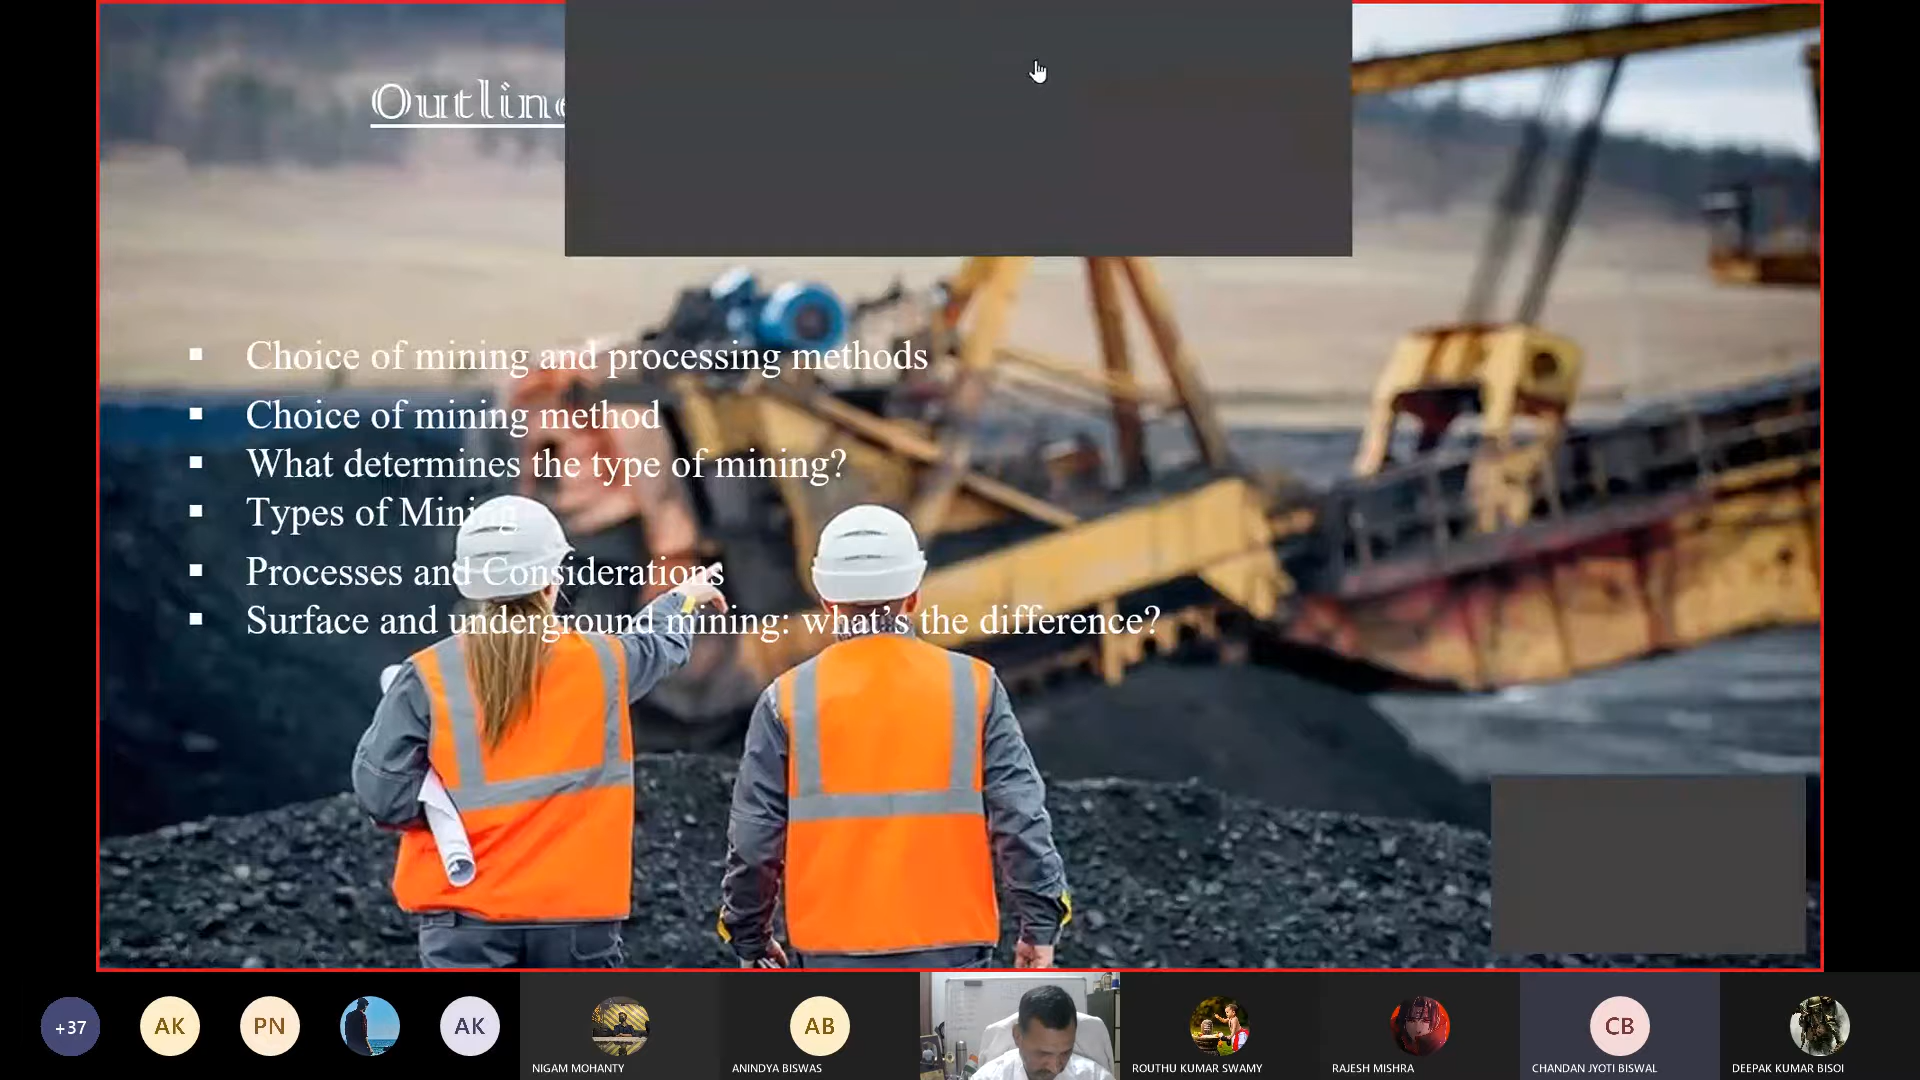 Outline
Choice of mining and processing methods
Choice of mining method
What determines the type of mining?
Types of Mining
Processes and Considerations
Surface and underground mining: what’s the difference?
+37
AK
PN
AK
AB
CB
NIGAM MOHANTY
ANINDYA BISWAS
ROUTHU KUMAR SWAMY
RAJESH MISHRA
CHANDAN JYOTI BISWAL
DEEPAK KUMAR BISOI